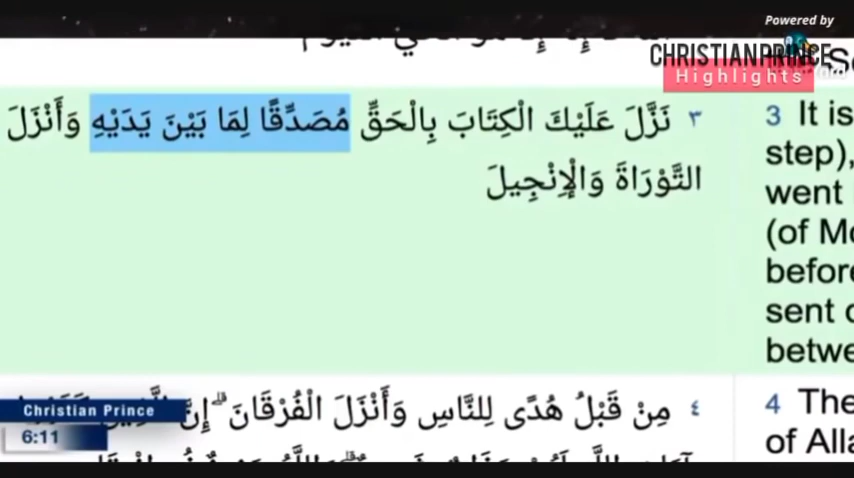 Powered by
CHRISTIANPRINCE
Highlights
٣ نَزَّلَ عَلَيْكَ الْكِتَابَ بِالْحَقِّ مُصَدِّقًا لِمَا بَيْنَ يَدَيْهِ وَأَنْزَلَ
التَّوْرَاةَ وَالْإِنْجِيلَ
3 It is
step),
went
(of Mo
before
sent
betwe
٤ مِنْ قَبْلُ هُدًى لِلنَّاسِ وَأَنْزَلَ الْفُرْقَانَ ۗ إِنَّ
4 The
of Alla
Christian Prince
6:11